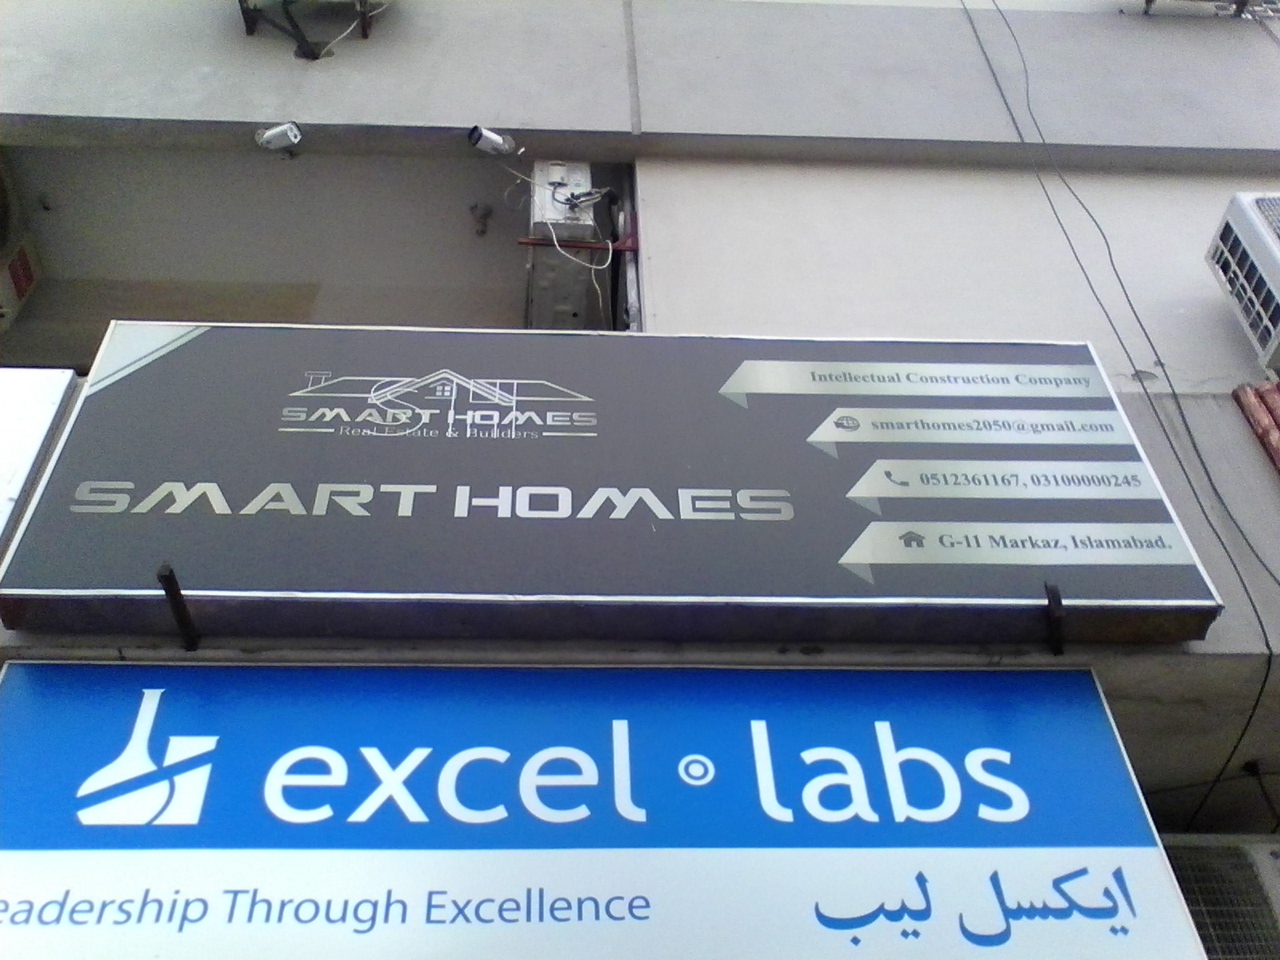 SMART HOMES
Real Estate & Builders
SMART HOMES
Intellectual Construction Company
smarthomes2050@gmail.com
0512361167, 03100000245
G-11 Markaz, Islamabad.
excel labs
eadership Through Excellence
ایکسل لیب